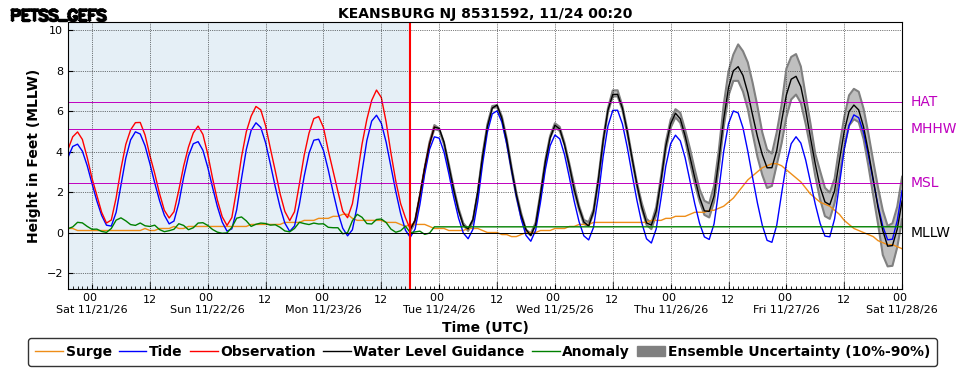 PETSS_GEFS
KEANSBURG NJ 8531592, 11/24 00:20
Height in Feet (MLLW)
10
8
6
4
2
0
−2
HAT
MHHW
MSL
MLLW
00 12 00 12 00 12 00 12 00 12 00 12 00 12 00
Sat 11/21/26 Sun 11/22/26 Mon 11/23/26 Tue 11/24/26 Wed 11/25/26 Thu 11/26/26 Fri 11/27/26 Sat 11/28/26
Time (UTC)
Surge Tide Observation Water Level Guidance Anomaly Ensemble Uncertainty (10%-90%)